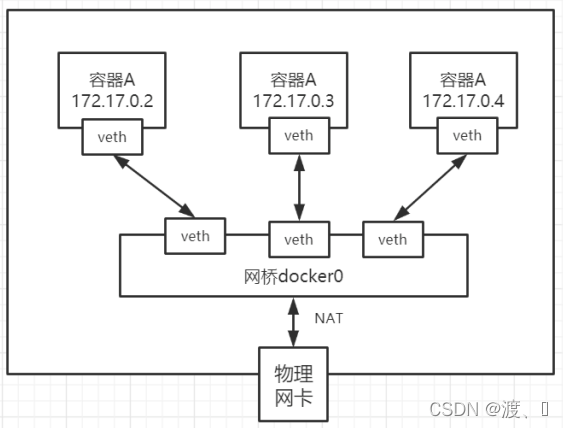 容器A
172.17.0.2
容器A
172.17.0.3
容器A
172.17.0.4
veth
veth
veth
veth
veth
veth
网桥docker0
NAT
物理
网卡
CSDN @渡、